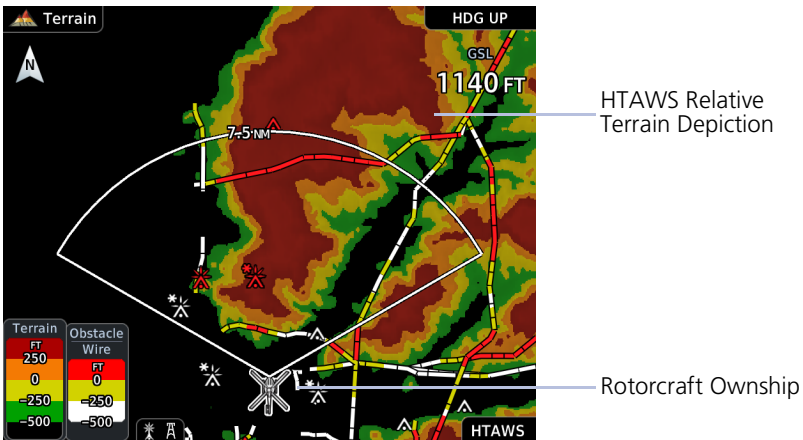 Terrain
HDG UP
N
GSL
1140 FT
7.5 NM
HTAWS Relative
Terrain Depiction
Terrain
FT
250
0
-250
-500
Obstacle
Wire
FT
0
-250
-500
Rotorcraft Ownship
HTAWS